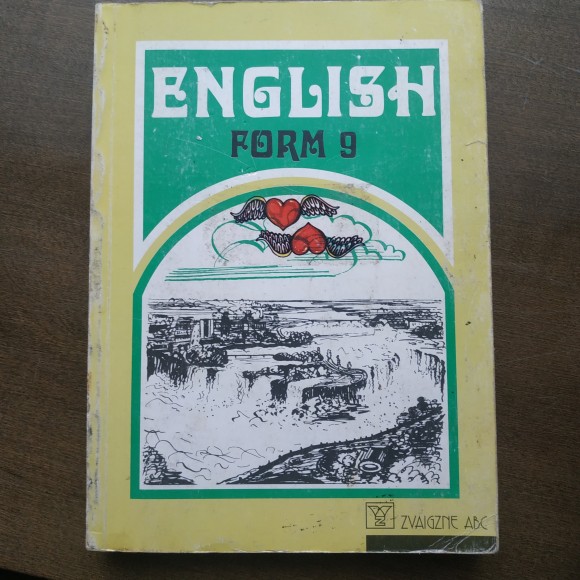 ENGLISH
FORM 9
ZVAIGZNE ABC